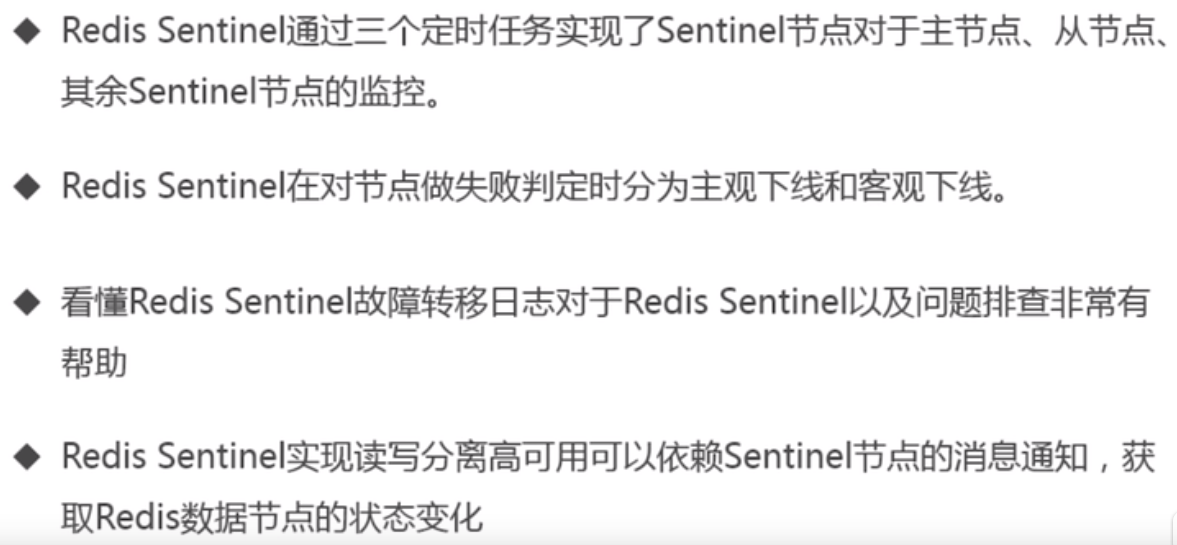 ◆ Redis Sentinel通过三个定时任务实现了Sentinel节点对于主节点、从节点、
其余Sentinel节点的监控。
◆ Redis Sentinel在对节点做失败判定时分为主观下线和客观下线。
◆ 看懂Redis Sentinel故障转移日志对于Redis Sentinel以及问题排查非常有
帮助
◆ Redis Sentinel实现读写分离高可用可以依赖Sentinel节点的消息通知，获
取Redis数据节点的状态变化